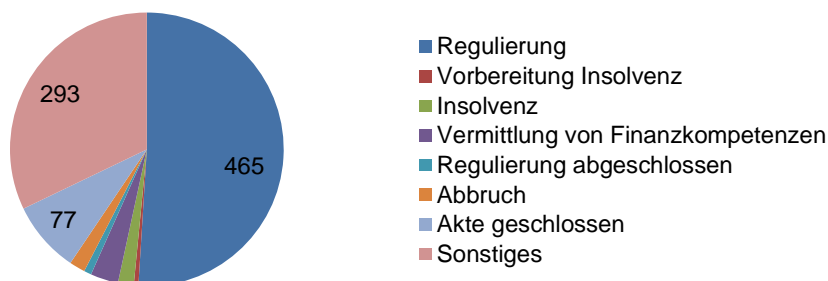 293
465
77
Regulierung
Vorbereitung Insolvenz
Insolvenz
Vermittlung von Finanzkompetenzen
Regulierung abgeschlossen
Abbruch
Akte geschlossen
Sonstiges